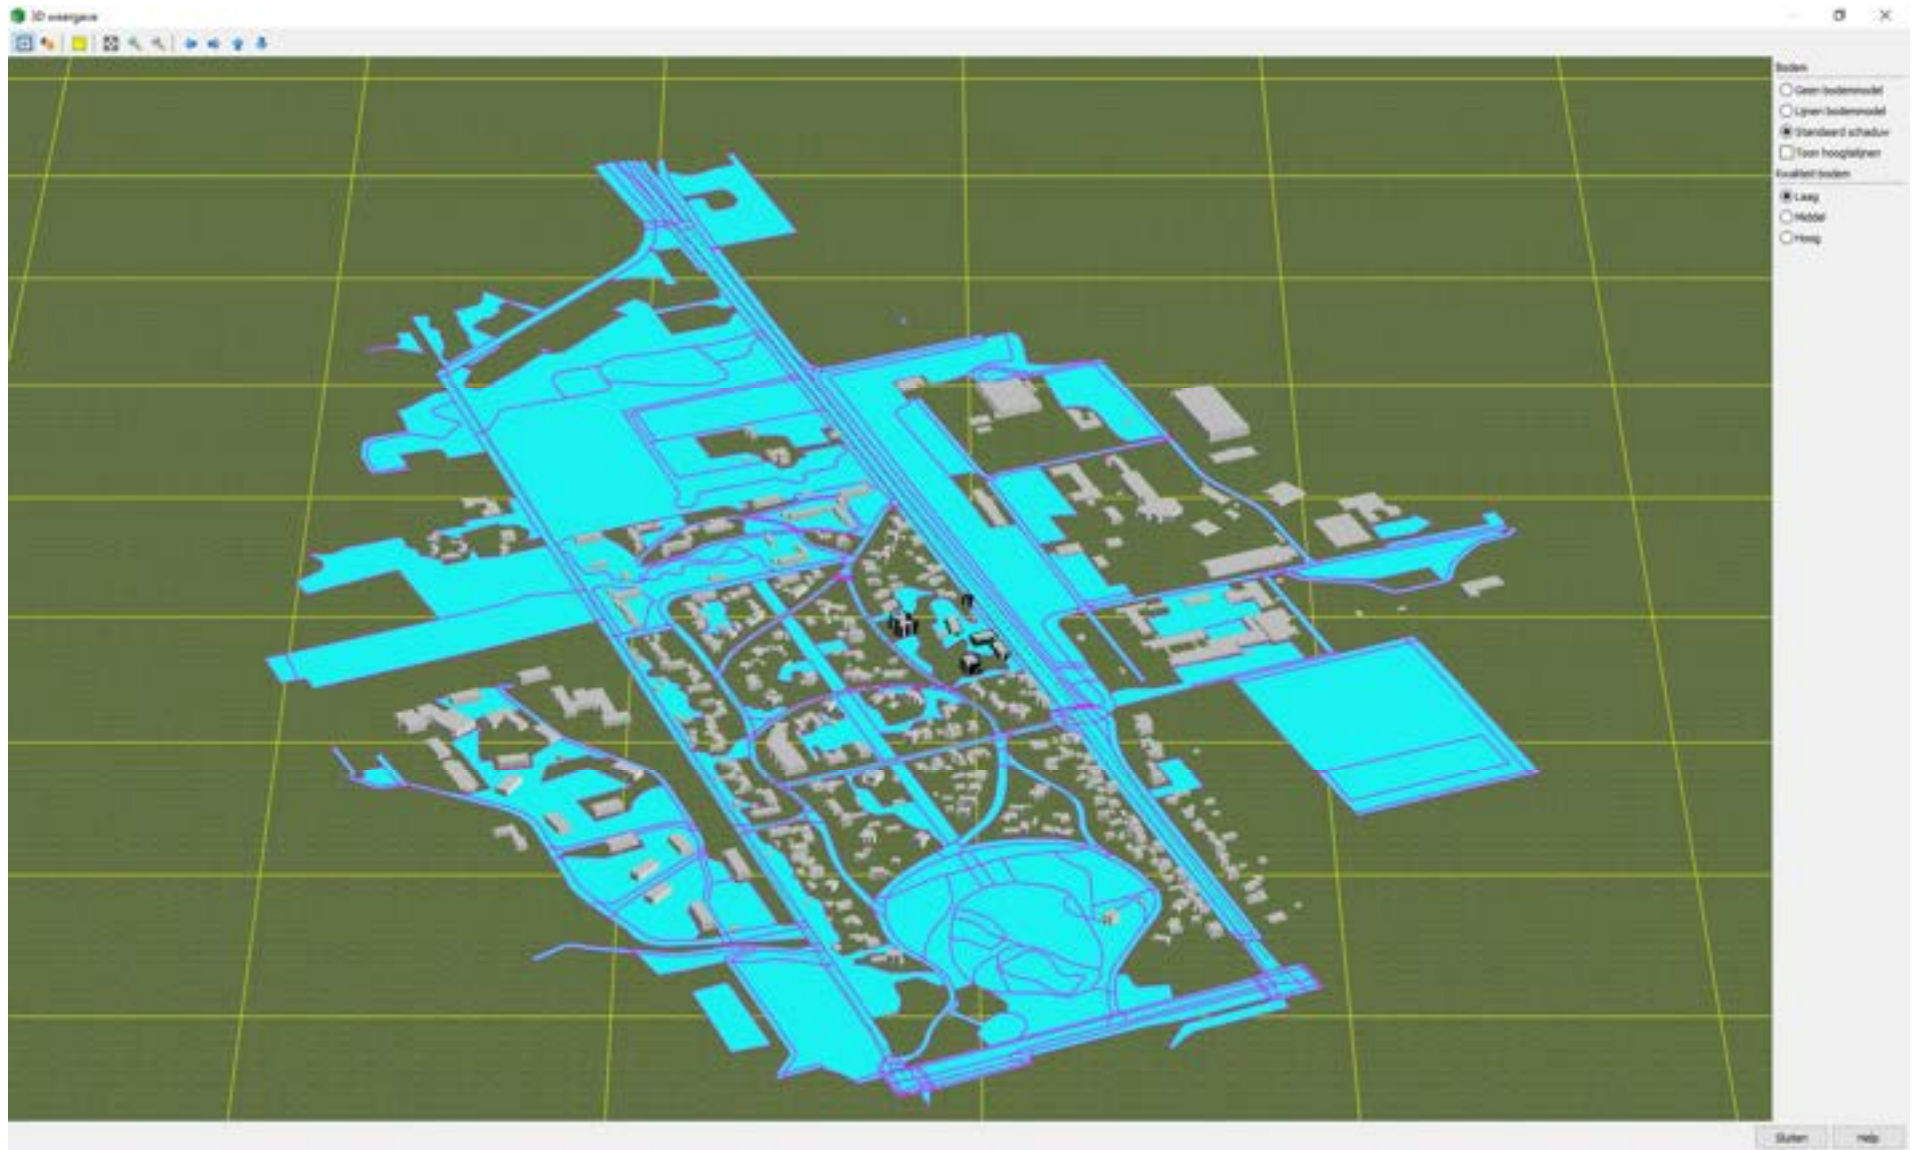 3D weergave
Bodem
Geen bodemmodel
Lijnen bodemmodel
Standaard schaduw
Toon hoogtelijnen
Kwaliteit bodem
Laag
Middel
Hoog
Sluiten
Help